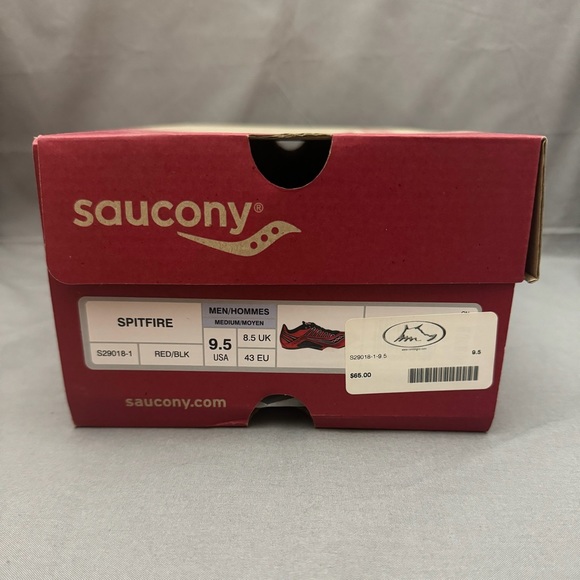 saucony®
SPITFIRE
S29018-1
RED/BLK
MEN/HOMMES
MEDIUM/MOYEN
9.5
USA
8.5 UK
43 EU
S29018-1-9.5
9.5
$65.00
saucony.com